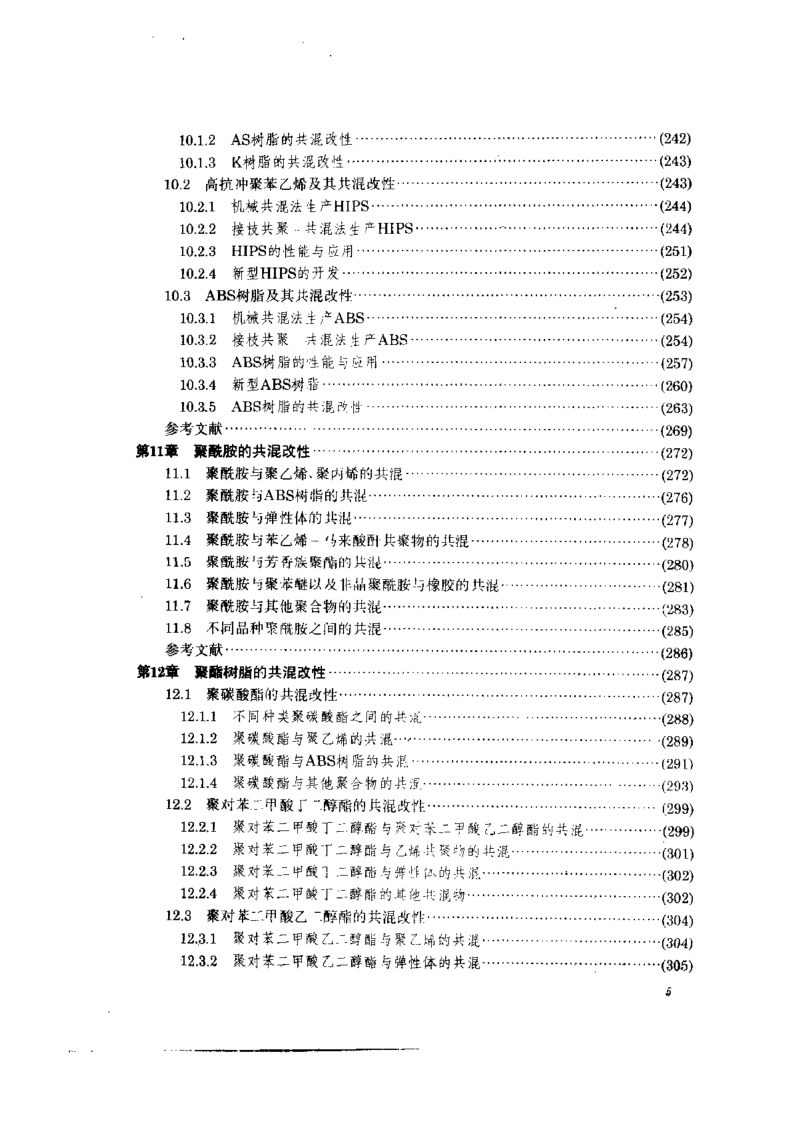 10.1.2 AS树脂的共混改性……(242)
10.1.3 K树脂的共混改性……(243)
10.2 高抗冲聚苯乙烯及其共混改性……(243)
10.2.1 机械共混法生产HIPS……(244)
10.2.2 接枝共聚－共混法生产HIPS……(244)
10.2.3 HIPS的性能与应用……(251)
10.2.4 新型HIPS的开发……(252)
10.3 ABS树脂及其共混改性……(253)
10.3.1 机械共混法生产ABS……(254)
10.3.2 接枝共聚 共混法生产ABS……(254)
10.3.3 ABS树脂的性能与应用……(257)
10.3.4 新型ABS树脂……(260)
10.3.5 ABS树脂的共混改性……(263)
参考文献……(269)
第11章 聚酰胺的共混改性……(272)
11.1 聚酰胺与聚乙烯、聚丙烯的共混……(272)
11.2 聚酰胺与ABS树脂的共混……(276)
11.3 聚酰胺与弹性体的共混……(277)
11.4 聚酰胺与苯乙烯－马来酸酐共聚物的共混……(278)
11.5 聚酰胺与芳香族聚酯的共混……(280)
11.6 聚酰胺与聚苯醚以及非晶聚酰胺与橡胶的共混……(281)
11.7 聚酰胺与其他聚合物的共混……(283)
11.8 不同品种聚酰胺之间的共混……(285)
参考文献……(286)
第12章 聚酯树脂的共混改性……(287)
12.1 聚碳酸酯的共混改性……(287)
12.1.1 不同种类聚碳酸酯之间的共混……(288)
12.1.2 聚碳酸酯与聚乙烯的共混……(289)
12.1.3 聚碳酸酯与ABS树脂的共混……(291)
12.1.4 聚碳酸酯与其他聚合物的共混……(293)
12.2 聚对苯二甲酸丁二醇酯的共混改性……(299)
12.2.1 聚对苯二甲酸丁二醇酯与聚对苯二甲酸乙二醇酯的共混……(299)
12.2.2 聚对苯二甲酸丁二醇酯与乙烯共聚物的共混……(301)
12.2.3 聚对苯二甲酸丁二醇酯与弹性体的共混……(302)
12.2.4 聚对苯二甲酸丁二醇酯的其他共混物……(302)
12.3 聚对苯二甲酸乙二醇酯的共混改性……(304)
12.3.1 聚对苯二甲酸乙二醇酯与聚乙烯的共混……(304)
12.3.2 聚对苯二甲酸乙二醇酯与弹性体的共混……(305)
5